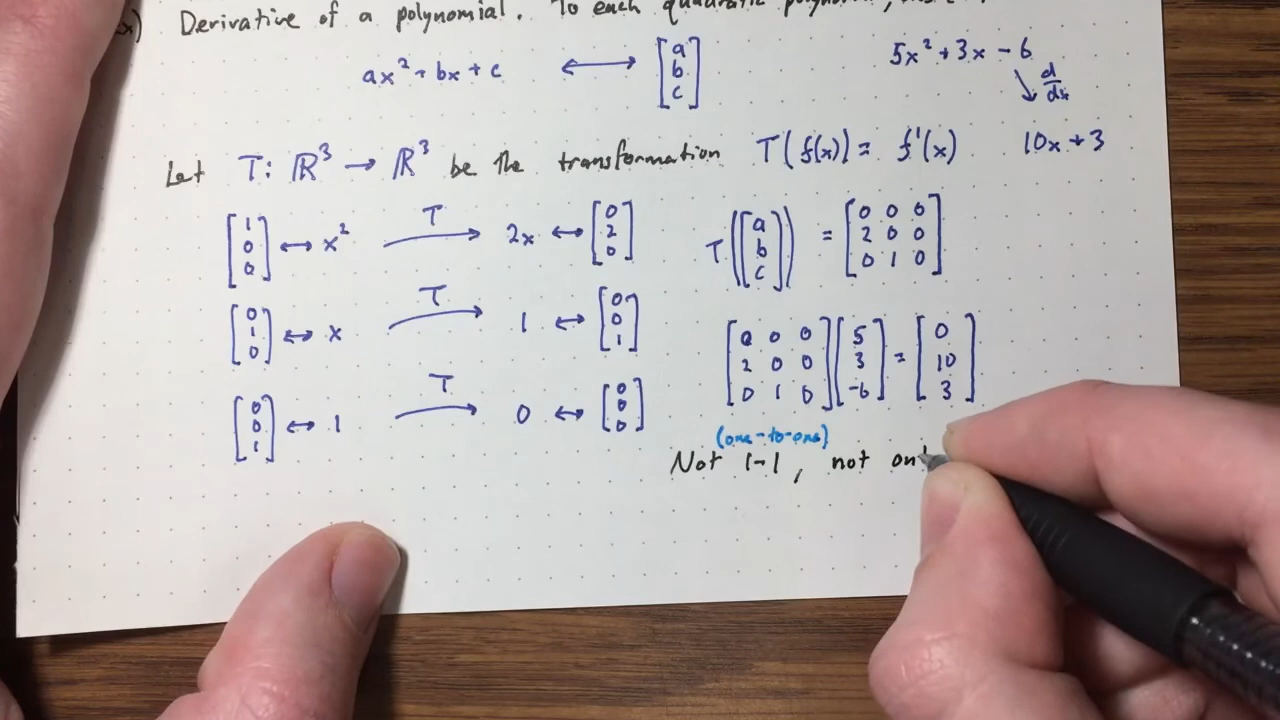 Derivative of a polynomial. To each quadratic
ax² + bx + c ⟷ [a b c] 5x² + 3x - 6
d/dx
Let T: ℝ³ → ℝ³ be the transformation T(f(x)) = f'(x) 10x + 3
[1 0 0] ↔ x² T→ 2x ↔ [0 2 0] T([a b c]) = [0 0 0; 2 0 0; 0 1 0]
[0 1 0] ↔ x T→ 1 ↔ [0 0 1] [0 0 0; 2 0 0; 0 1 0] [5 3 -6] = [0 10 3]
[0 0 1] ↔ 1 T→ 0 ↔ [0 0 0]
(one-to-one)
Not 1-1, not ont